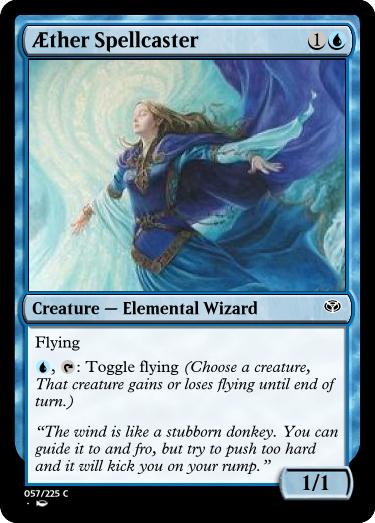 Æther Spellcaster 1
Creature — Elemental Wizard
Flying
, : Toggle flying (Choose a creature,
That creature gains or loses flying until end of
turn.)
“The wind is like a stubborn donkey. You can
guide it to and fro, but try to push too hard
and it will kick you on your rump.”
1/1
057/225 C